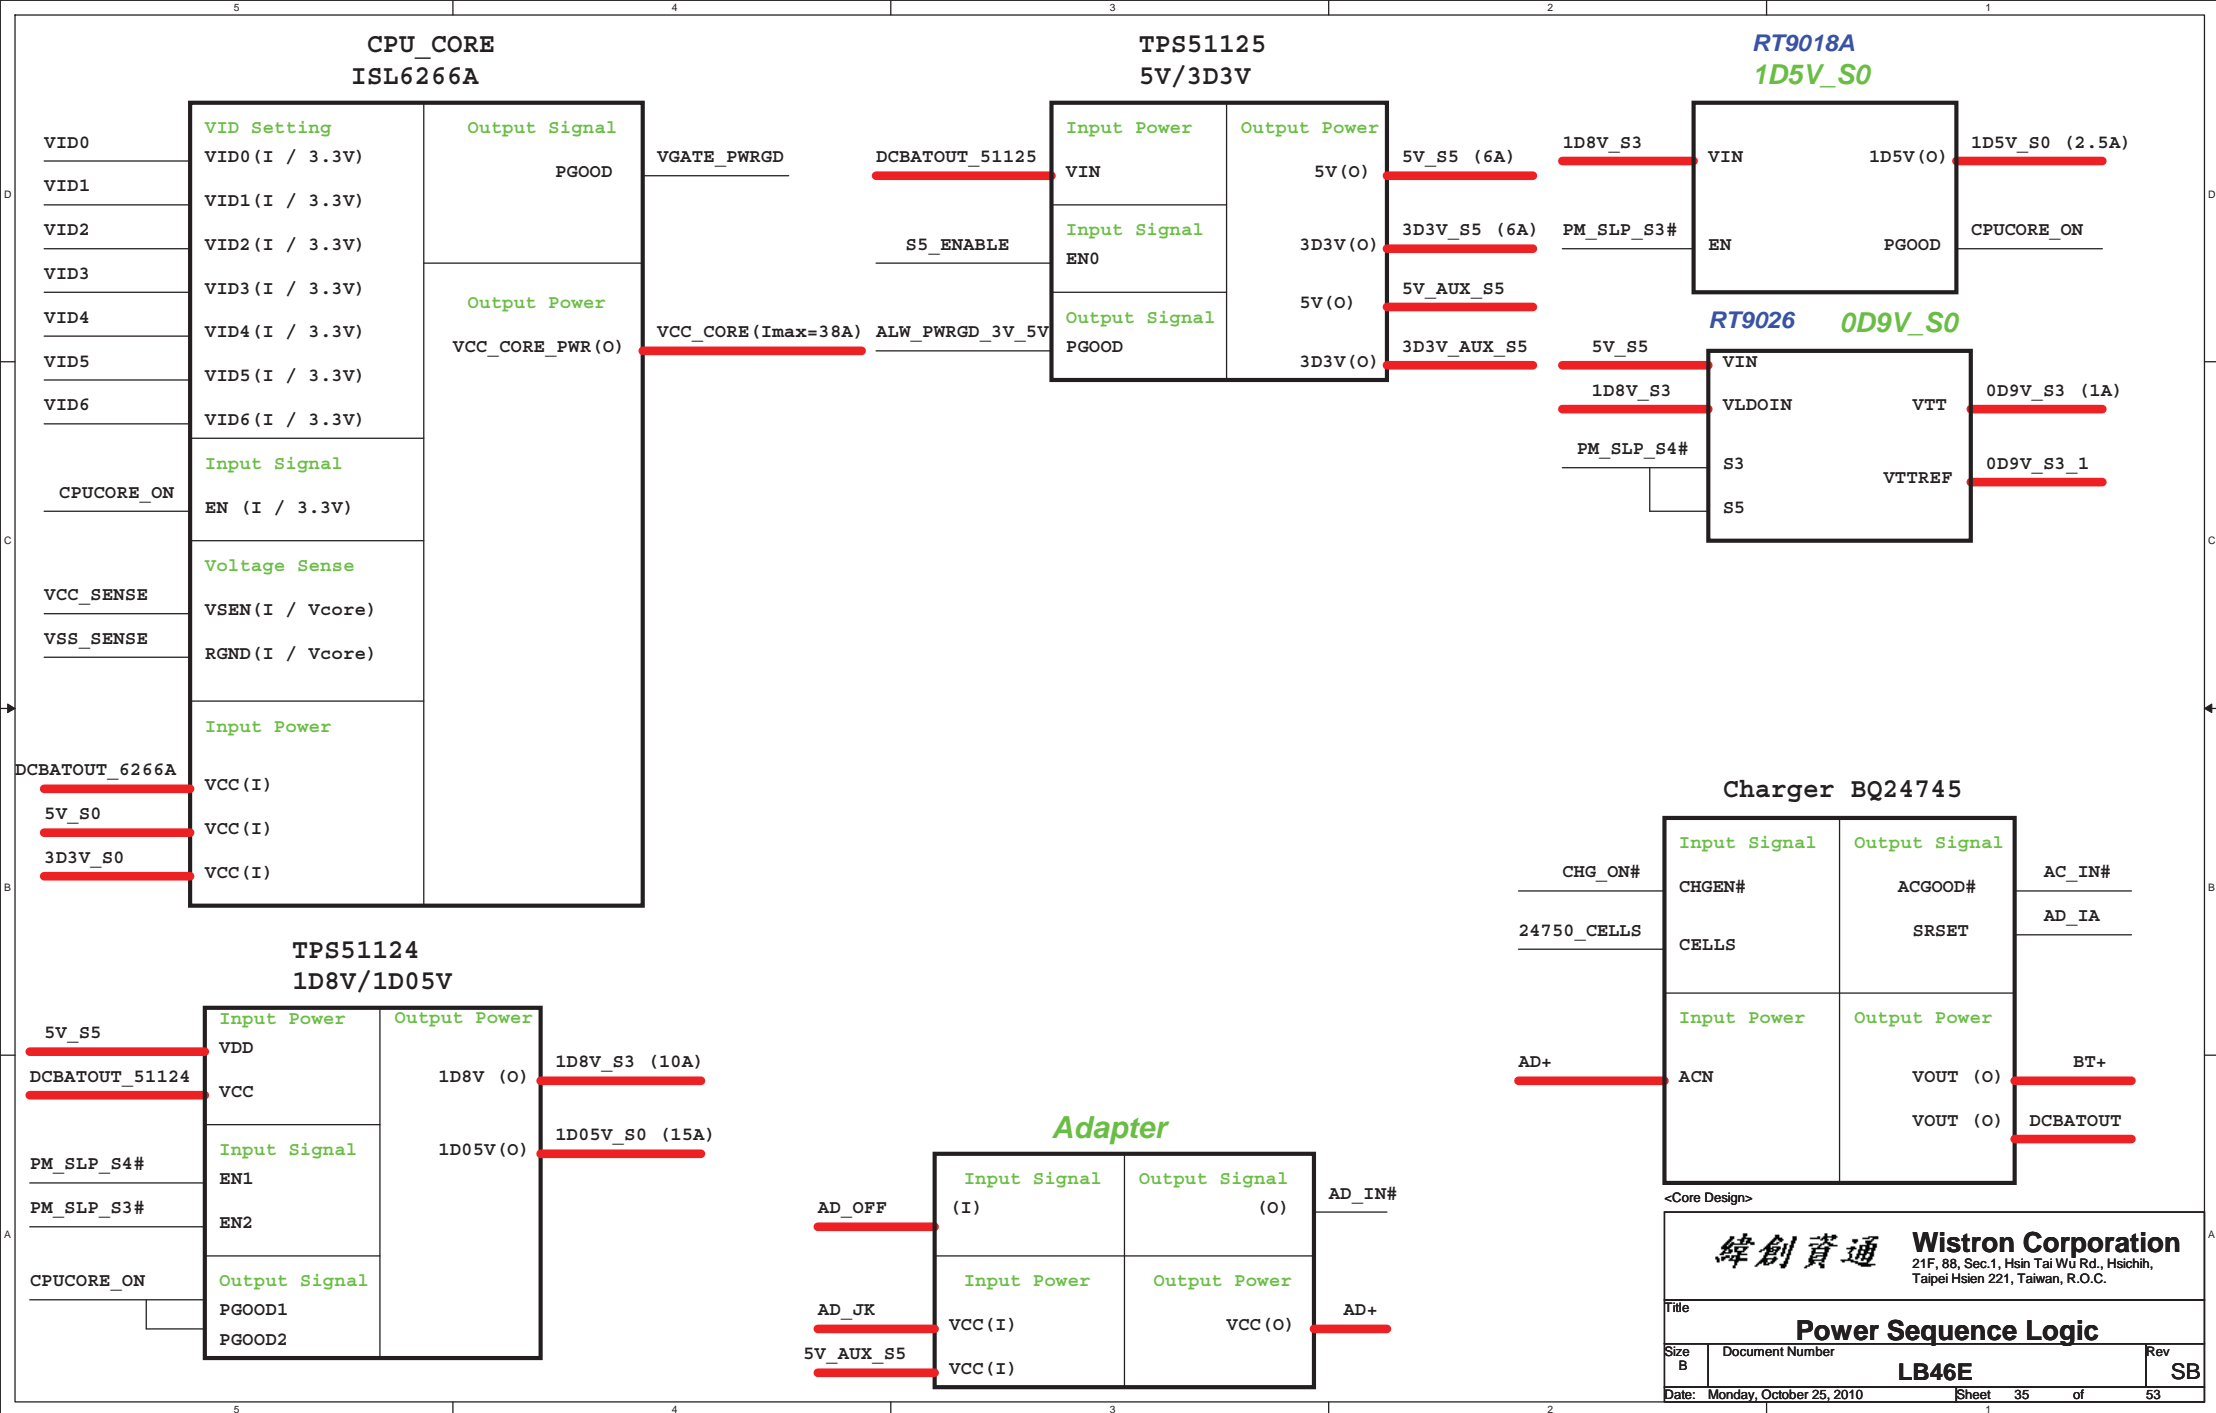 5 4 3 2 1
D
C
B
A
CPU_CORE
ISL6266A
VID Setting
VID0 VID0(I / 3.3V)
VID1 VID1(I / 3.3V)
VID2 VID2(I / 3.3V)
VID3 VID3(I / 3.3V)
VID4 VID4(I / 3.3V)
VID5 VID5(I / 3.3V)
VID6 VID6(I / 3.3V)
Input Signal
CPUCORE_ON EN (I / 3.3V)
Voltage Sense
VCC_SENSE VSEN(I / Vcore)
VSS_SENSE RGND(I / Vcore)
Input Power
DCBATOUT_6266A VCC(I)
5V_S0 VCC(I)
3D3V_S0 VCC(I)
Output Signal
PGOOD VGATE_PWRGD
Output Power
VCC_CORE_PWR(O) VCC_CORE(Imax=38A)
TPS51125
5V/3D3V
Input Power
DCBATOUT_51125 VIN
Input Signal
S5_ENABLE EN0
Output Signal
ALW_PWRGD_3V_5V PGOOD
Output Power
5V(O) 5V_S5 (6A)
3D3V(O) 3D3V_S5 (6A)
5V(O) 5V_AUX_S5
3D3V(O) 3D3V_AUX_S5
RT9018A
1D5V_S0
1D8V_S3 VIN 1D5V(O) 1D5V_S0 (2.5A)
PM_SLP_S3# EN PGOOD CPUCORE_ON
RT9026 0D9V_S0
5V_S5 VIN
1D8V_S3 VLDOIN VTT 0D9V_S3 (1A)
PM_SLP_S4# S3 VTTREF 0D9V_S3_1
S5
TPS51124
1D8V/1D05V
Input Power
5V_S5 VDD
DCBATOUT_51124 VCC
Input Signal
PM_SLP_S4# EN1
PM_SLP_S3# EN2
Output Signal
CPUCORE_ON PGOOD1
PGOOD2
Output Power
1D8V (O) 1D8V_S3 (10A)
1D05V(O) 1D05V_S0 (15A)
Adapter
Input Signal
AD_OFF (I)
Output Signal
(O) AD_IN#
Input Power
AD_JK VCC(I)
5V_AUX_S5 VCC(I)
Output Power
VCC(O) AD+
Charger BQ24745
Input Signal
CHG_ON# CHGEN#
24750_CELLS CELLS
Output Signal
ACGOOD# AC_IN#
SRSET AD_IA
Input Power
AD+ ACN
Output Power
VOUT (O) BT+
VOUT (O) DCBATOUT
<Core Design>
緯創資通
Wistron Corporation
21F, 88, Sec.1, Hsin Tai Wu Rd., Hsichih,
Taipei Hsien 221, Taiwan, R.O.C.
Title
Power Sequence Logic
Size Document Number Rev
B LB46E SB
Date: Monday, October 25, 2010 Sheet 35 of 53
D
C
B
A
5 4 3 2 1